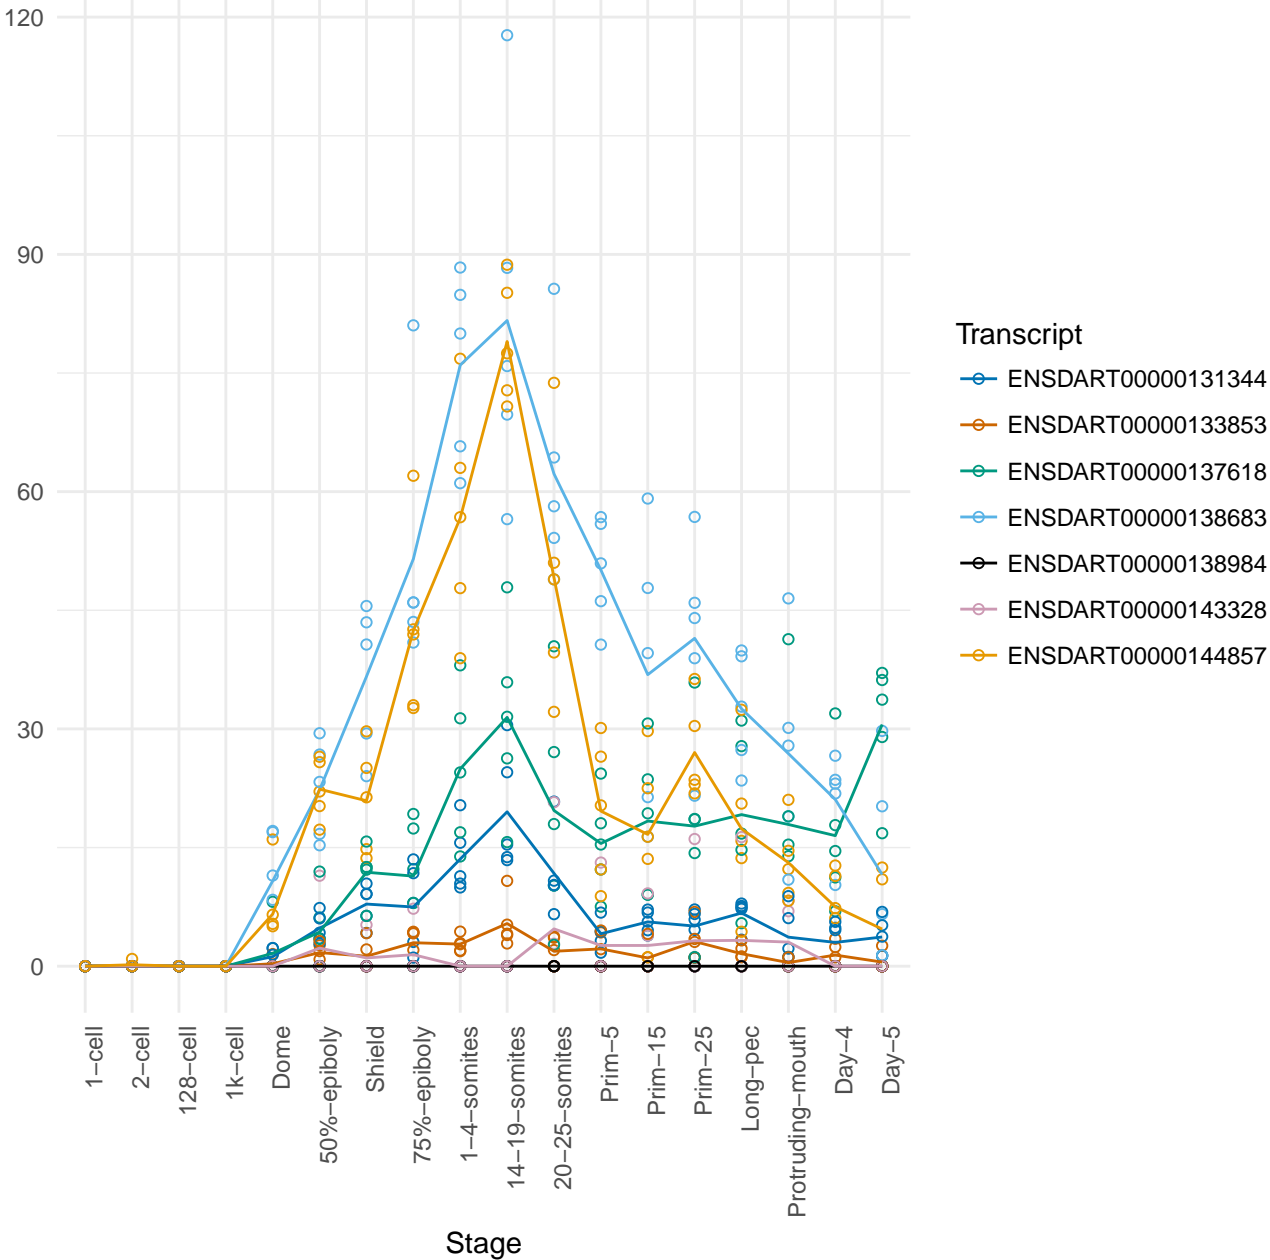 120
90
60
30
0
1−cell
2−cell
128−cell
1k−cell
Dome
50%−epiboly
Shield
75%−epiboly
1−4−somites
14−19−somites
20−25−somites
Prim−5
Prim−15
Prim−25
Long−pec
Protruding−mouth
Day−4
Day−5
Stage
Transcript
ENSDART00000131344
ENSDART00000133853
ENSDART00000137618
ENSDART00000138683
ENSDART00000138984
ENSDART00000143328
ENSDART00000144857